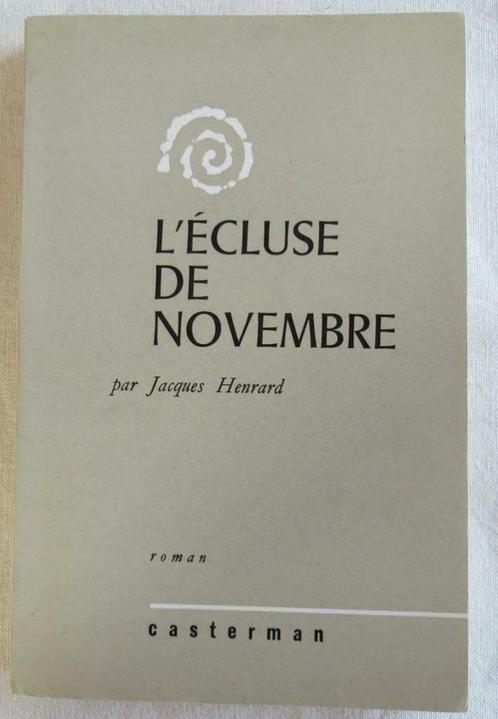 L'ÉCLUSE
DE
NOVEMBRE
par Jacques Henrard
roman
casterman